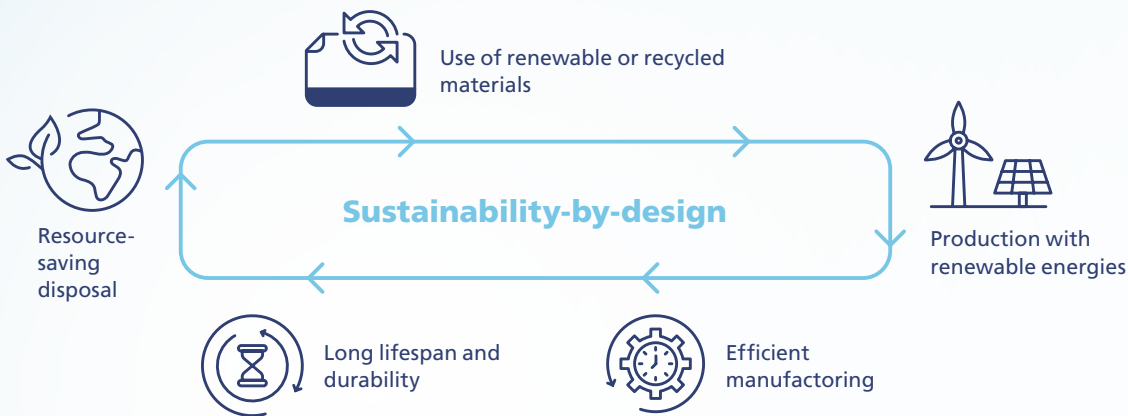 Use of renewable or recycled
materials
Sustainability-by-design
Resource-
saving
disposal
Production with
renewable energies
Long lifespan and
durability
Efficient
manufactoring